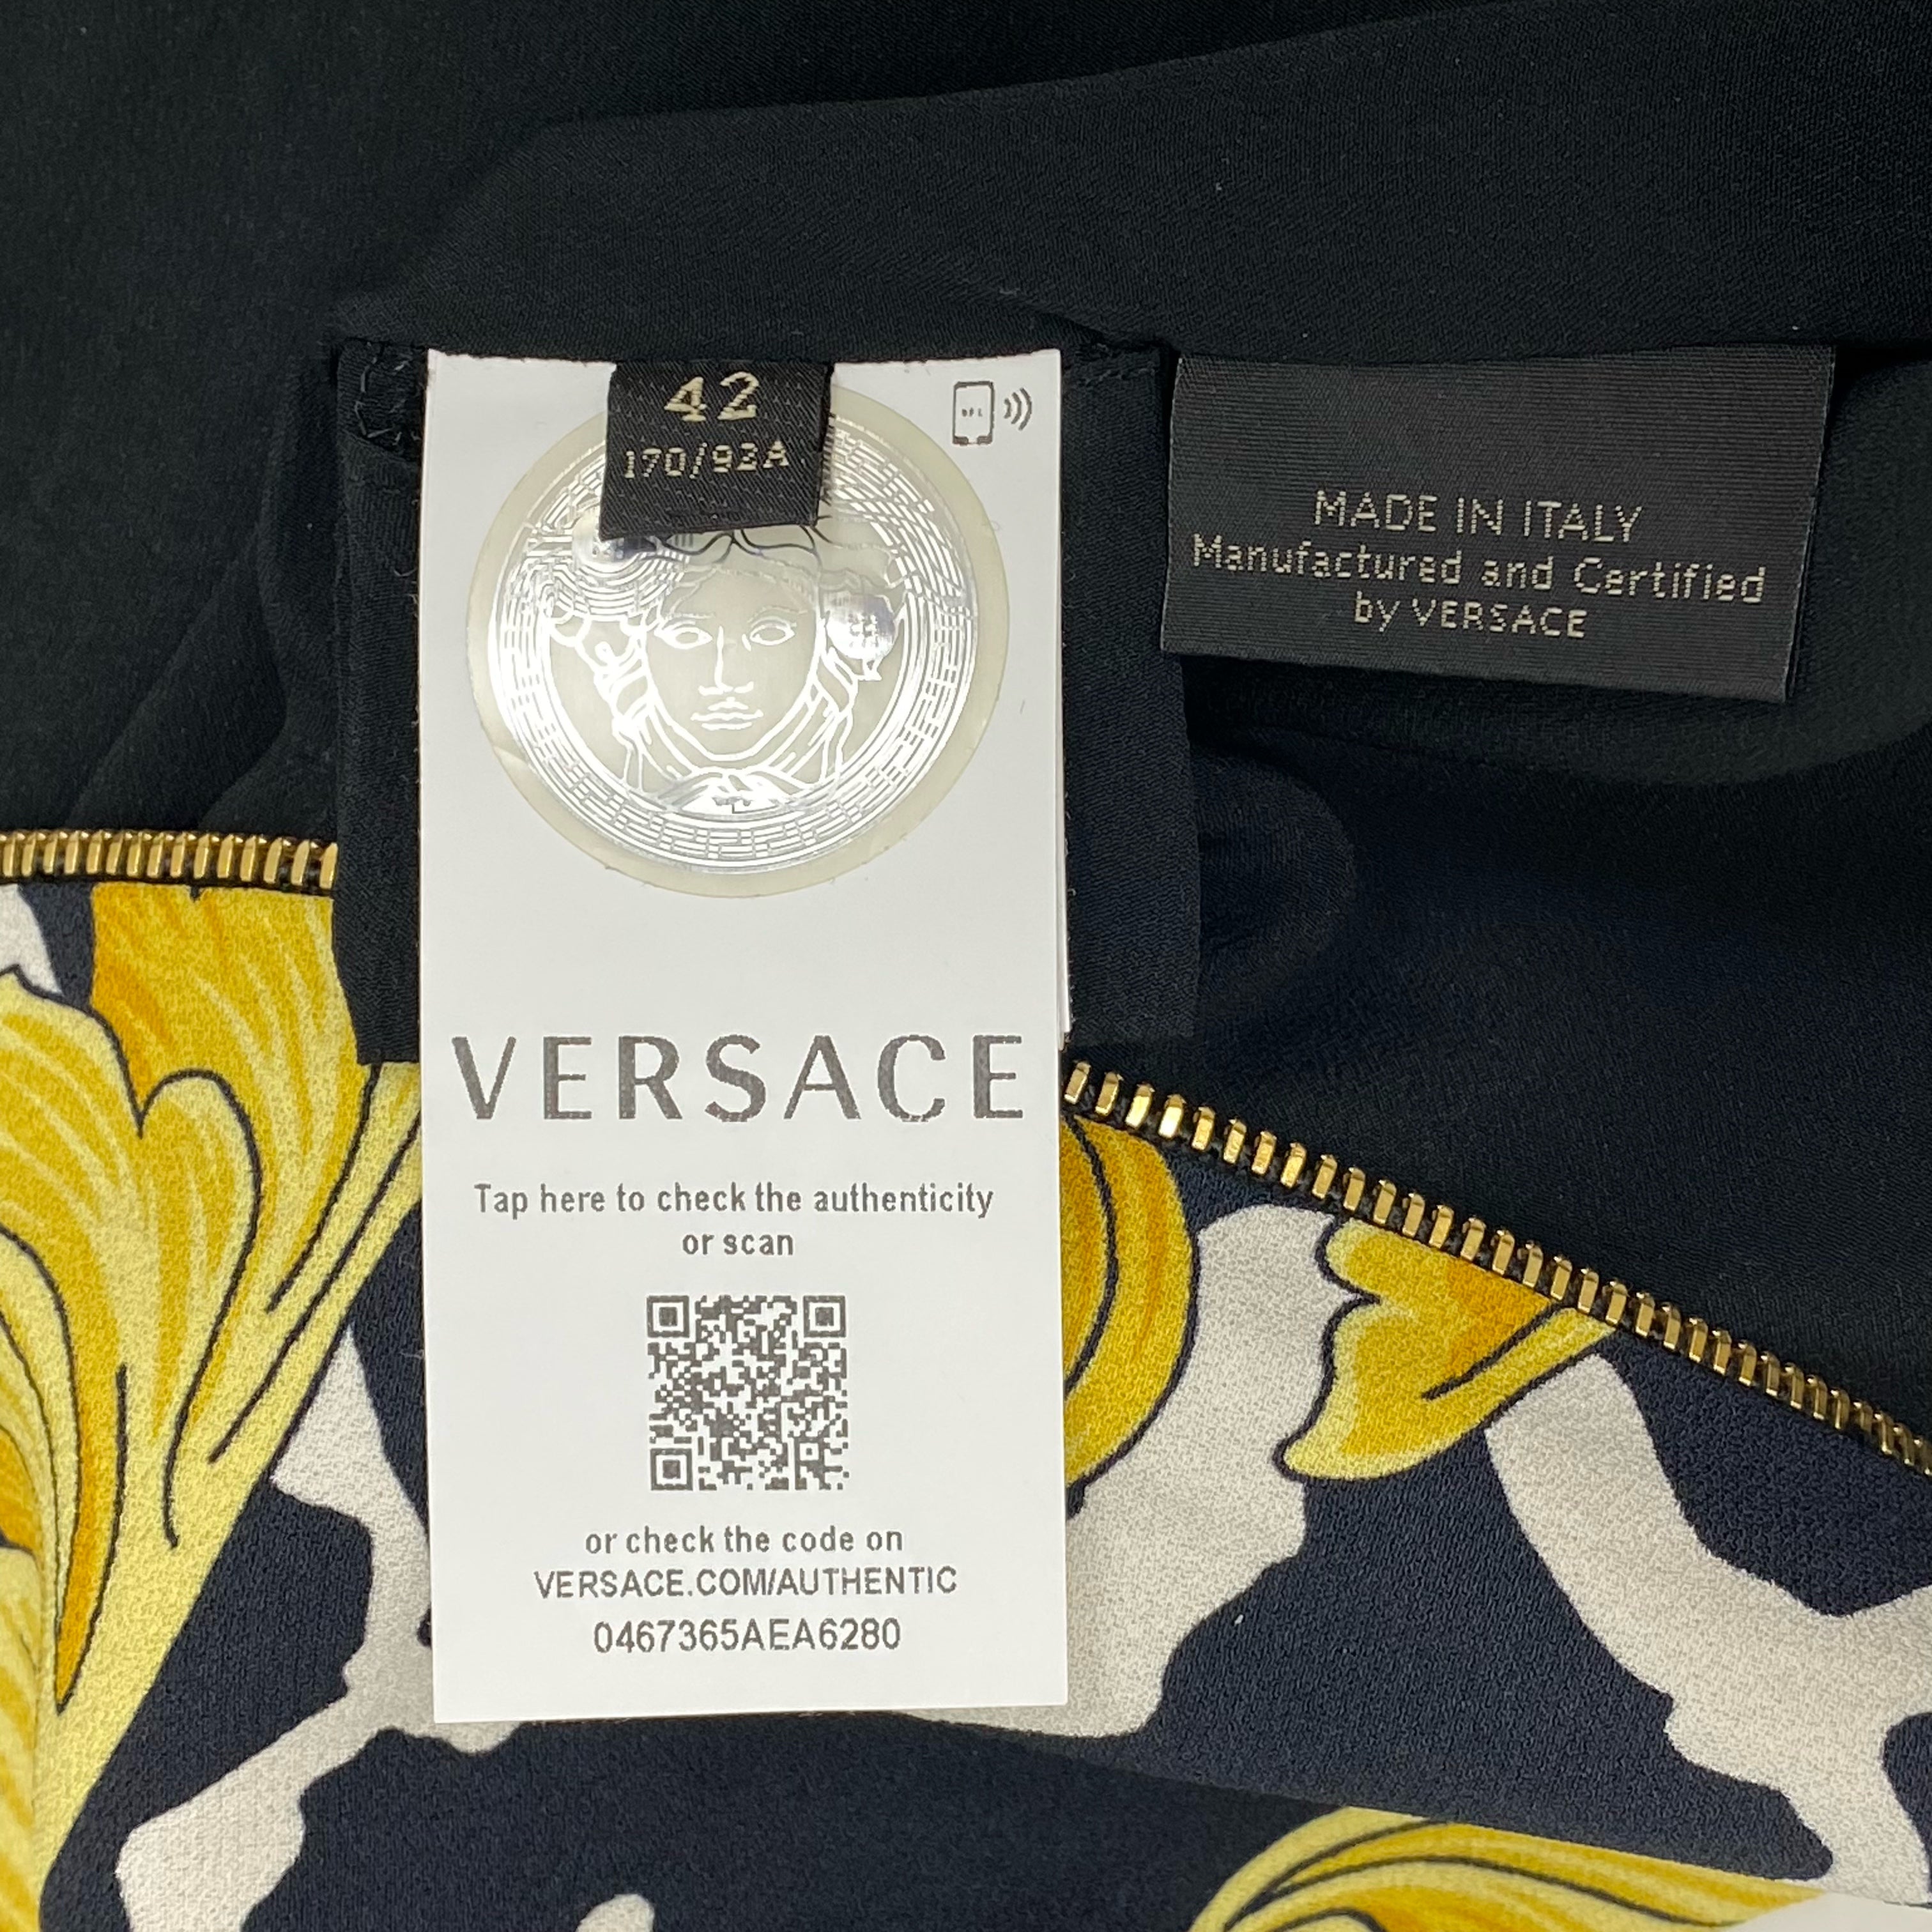 42
170/92A
MADE IN ITALY
Manufactured and Certified
by VERSACE
VERSACE
Tap here to check the authenticity
or scan
or check the code on
VERSACE.COM/AUTHENTIC
0467365AEA6280